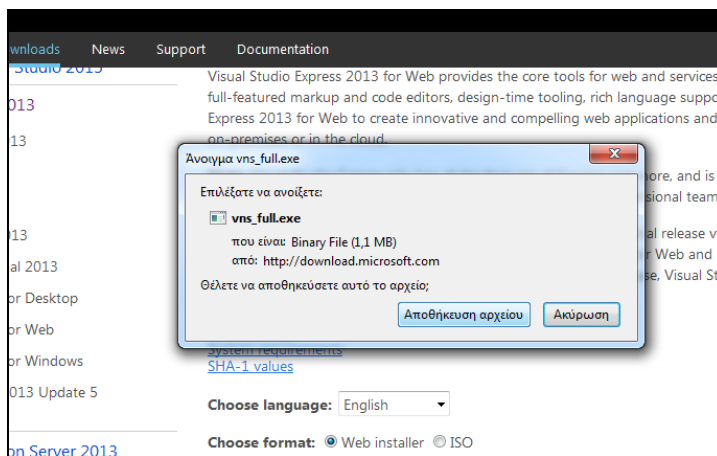 wnloads News Support Documentation
Studio 2015
013
13
013
al 2013
or Desktop
or Web
or Windows
013 Update 5
on Server 2013
Visual Studio Express 2013 for Web provides the core tools for web and services
full-featured markup and code editors, design-time tooling, rich language suppo
Express 2013 for Web to create innovative and compelling web applications and
on-premises or in the cloud.
ore, and is
sional team
al release v
r Web and
se, Visual St
Άνοιγμα vns_full.exe
Επιλέξατε να ανοίξετε:
vns_full.exe
που είναι: Binary File (1,1 MB)
από: http://download.microsoft.com
Θέλετε να αποθηκεύσετε αυτό το αρχείο;
Αποθήκευση αρχείου Ακύρωση
System requirements
SHA-1 values
Choose language: English
Choose format: Web installer ISO